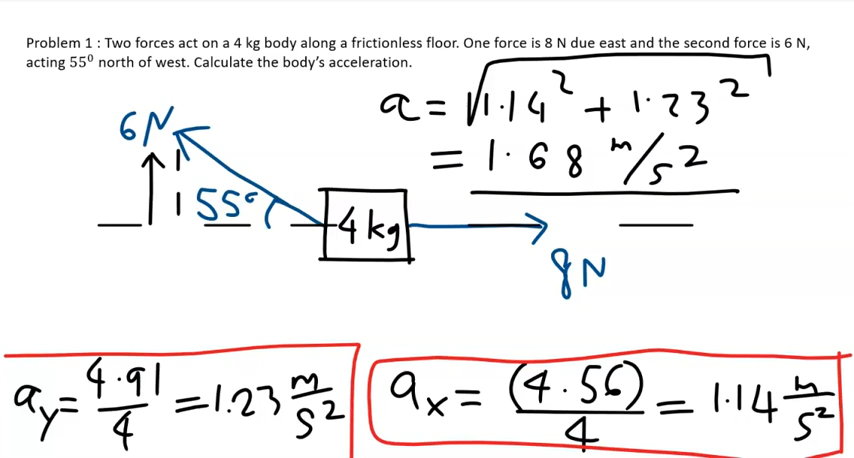 Problem 1 : Two forces act on a 4 kg body along a frictionless floor. One force is 8 N due east and the second force is 6 N,
acting 55⁰ north of west. Calculate the body's acceleration.
a = √1.14² + 1.23²
= 1.68 m/s²
6N
55°
4 kg
8N
ay = 4.91/4 = 1.23 m/s²
ax = (4.56)/4 = 1.14 m/s²